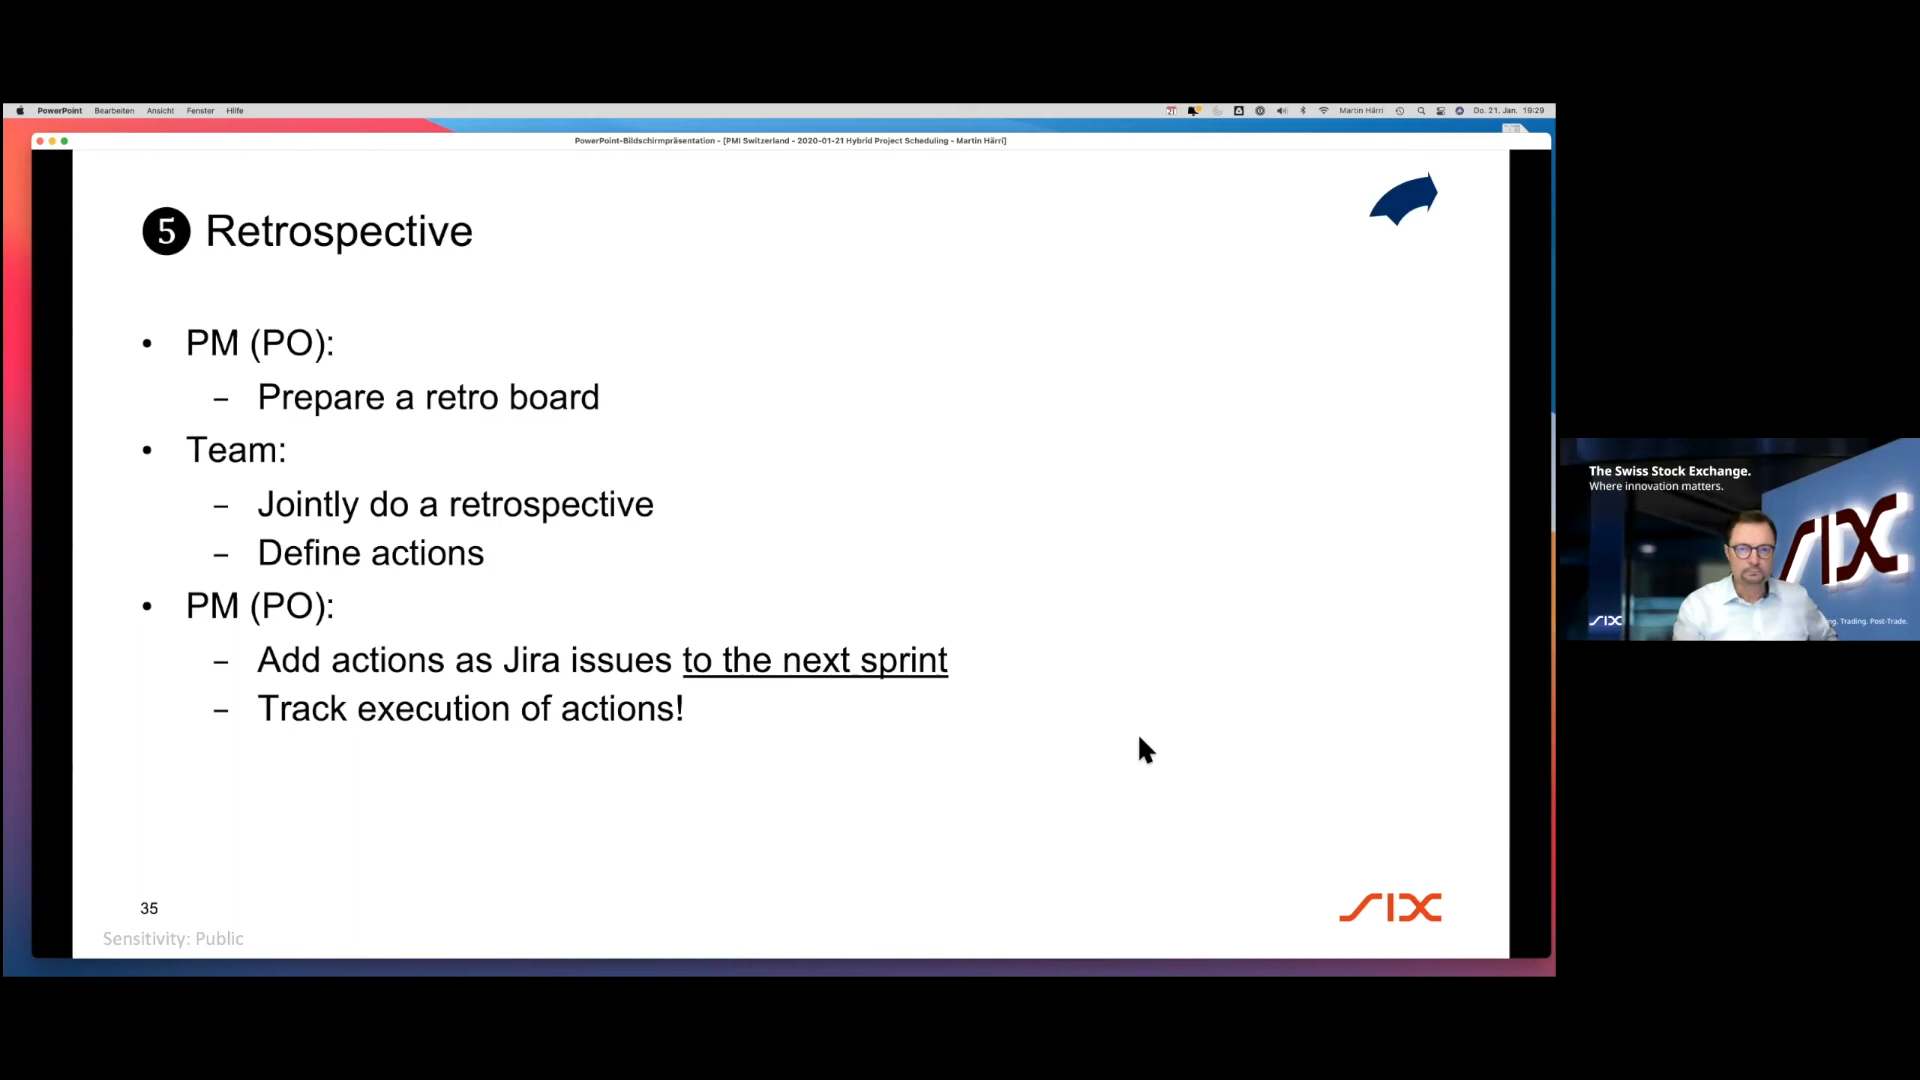 PowerPoint Bearbeiten Ansicht Fenster Hilfe
21 Martin Härri Do. 21. Jan. 19:29
PowerPoint-Bildschirmpräsentation - [PMI Switzerland - 2020-01-21 Hybrid Project Scheduling - Martin Härri]
❺ Retrospective
• PM (PO):
– Prepare a retro board
• Team:
– Jointly do a retrospective
– Define actions
• PM (PO):
– Add actions as Jira issues to the next sprint
– Track execution of actions!
35
SIX
Sensitivity: Public
The Swiss Stock Exchange.
Where innovation matters.
SIX
SIX
ng. Trading. Post-Trade.